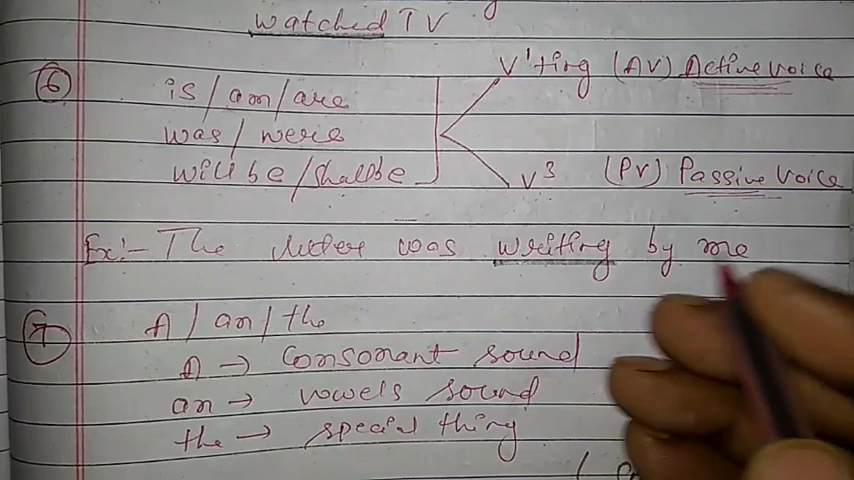 watched TV
6 is/am/are V¹+ing (AV) Active voice
was/were
will be/shall be V³ (PV) Passive Voice
Ex:- The letter was writing by me
7 A/an/the
A → Consonant sound
an → vowels sound
the → special thing